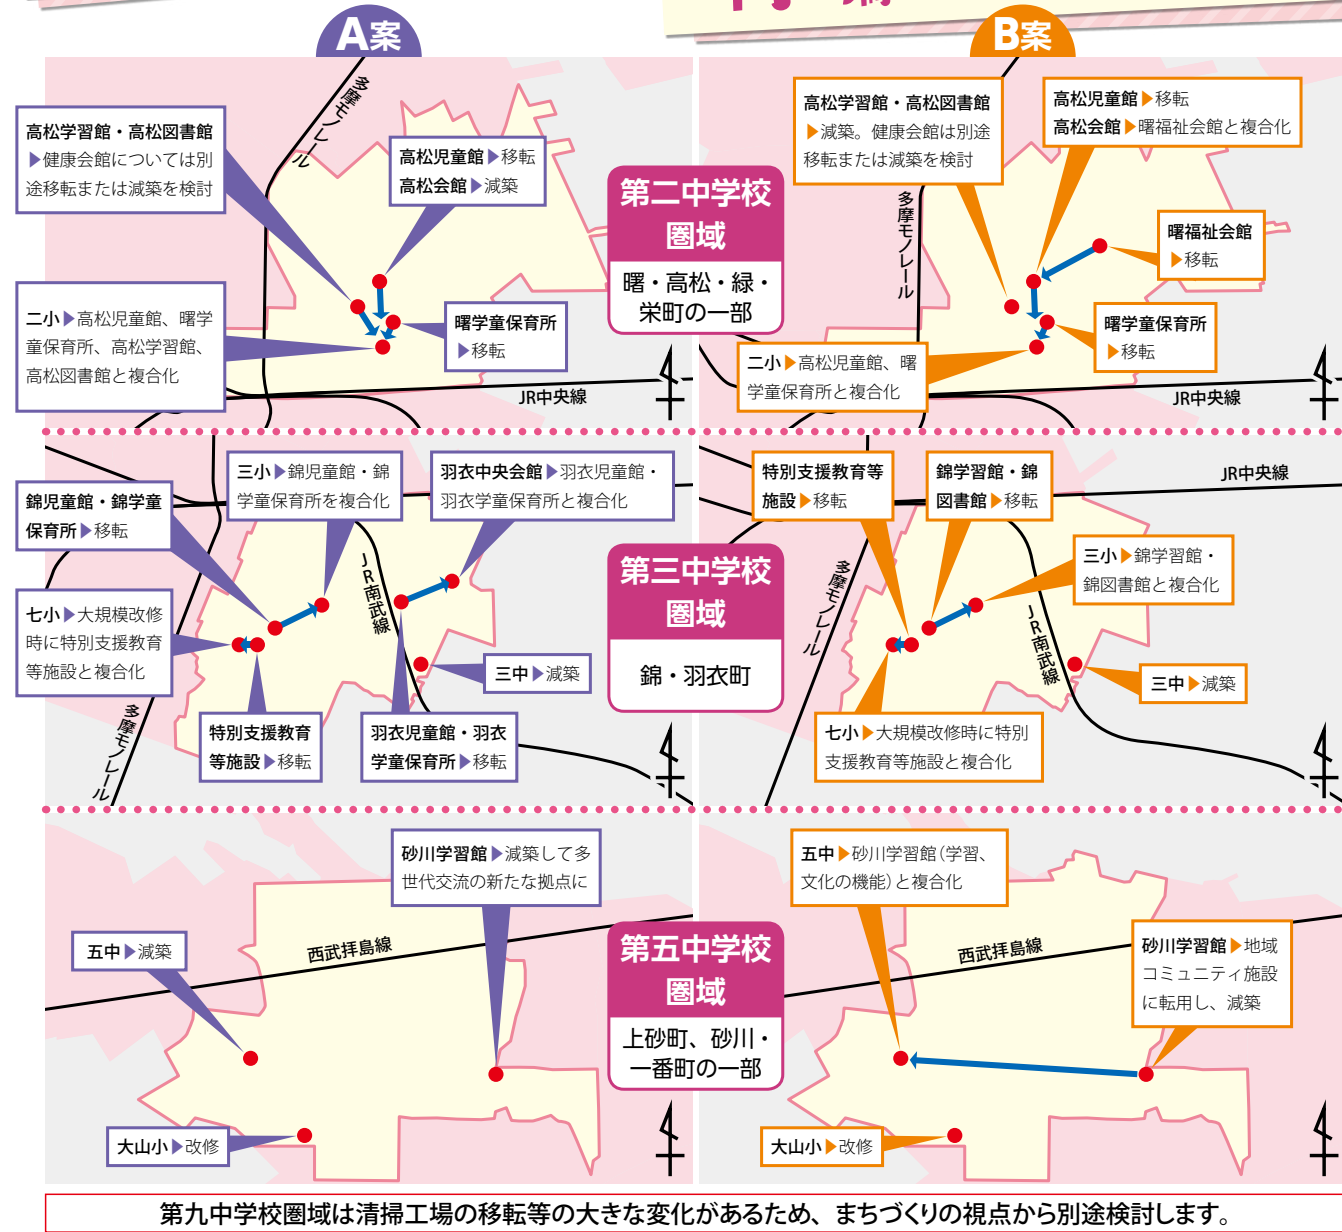 A案
B案
高松学習館・高松図書館
▶健康会館については別
途移転または減築を検討
高松児童館▶移転
高松会館▶減築
多摩モノレール
二小▶高松児童館、曙学
童保育所、高松学習館、
高松図書館と複合化
曙学童保育所
▶移転
JR中央線
第二中学校
圏域
曙・高松・緑・
栄町の一部
高松学習館・高松図書館
▶減築。健康会館は別途
移転または減築を検討
高松児童館▶移転
高松会館▶曙福祉会館と複合化
多摩モノレール
曙福祉会館
▶移転
曙学童保育所
▶移転
二小▶高松児童館、曙
学童保育所と複合化
JR中央線
錦児童館・錦学童
保育所▶移転
三小▶錦児童館・錦
学童保育所を複合化
羽衣中央会館▶羽衣児童館・
羽衣学童保育所と複合化
JR南武線
七小▶大規模改修
時に特別支援教育
等施設と複合化
三中▶減築
特別支援教育
等施設▶移転
羽衣児童館・羽衣
学童保育所▶移転
多摩モノレール
第三中学校
圏域
錦・羽衣町
特別支援教育等
施設▶移転
錦学習館・錦
図書館▶移転
JR中央線
三小▶錦学習館・
錦図書館と複合化
多摩モノレール
JR南武線
三中▶減築
七小▶大規模改修時に特別
支援教育等施設と複合化
砂川学習館▶減築して多
世代交流の新たな拠点に
五中▶減築
西武拝島線
大山小▶改修
第五中学校
圏域
上砂町、砂川・
一番町の一部
五中▶砂川学習館（学習、
文化の機能）と複合化
西武拝島線
砂川学習館▶地域
コミュニティ施設
に転用し、減築
大山小▶改修
第九中学校圏域は清掃工場の移転等の大きな変化があるため、まちづくりの視点から別途検討します。